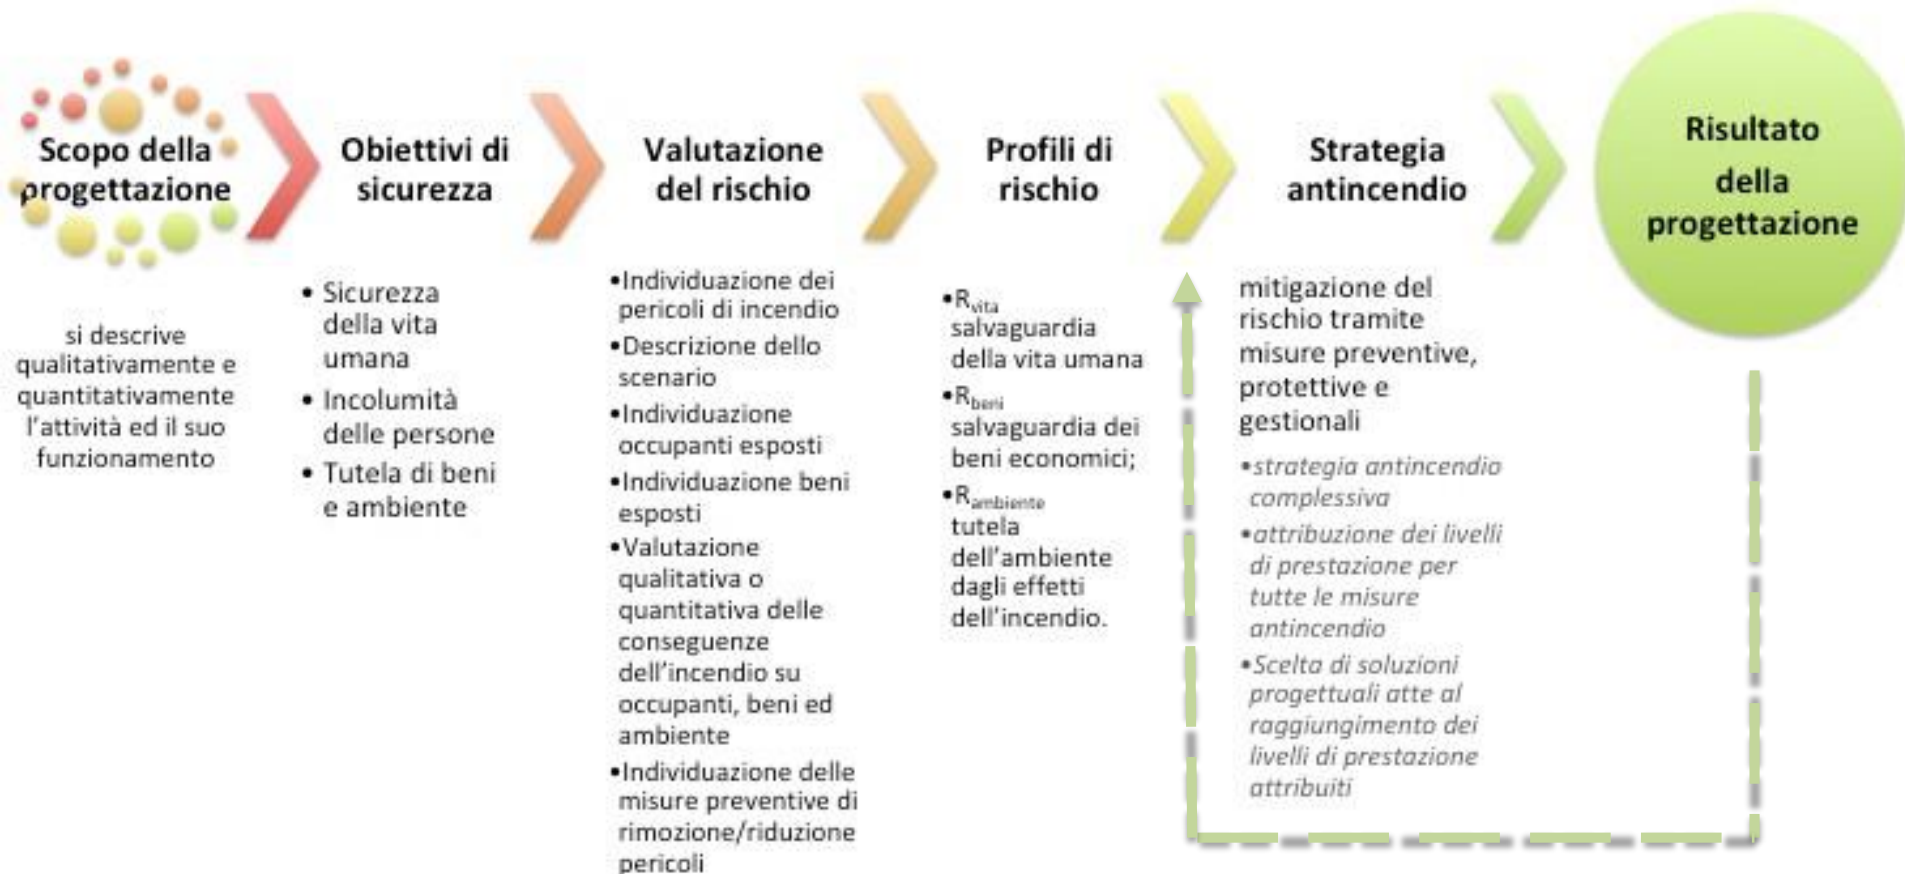 Scopo della
progettazione
si descrive
qualitativamente e
quantitativamente
l'attività ed il suo
funzionamento
Obiettivi di
sicurezza
• Sicurezza
della vita
umana
• Incolumità
delle persone
• Tutela di beni
e ambiente
Valutazione
del rischio
•Individuazione dei
pericoli di incendio
•Descrizione dello
scenario
•Individuazione
occupanti esposti
•Individuazione beni
esposti
•Valutazione
qualitativa o
quantitativa delle
conseguenze
dell'incendio su
occupanti, beni ed
ambiente
•Individuazione delle
misure preventive di
rimozione/riduzione
pericoli
Profili di
rischio
•Rvita
salvaguardia
della vita umana
•Rbeni
salvaguardia dei
beni economici;
•Rambiente
tutela
dell'ambiente
dagli effetti
dell'incendio.
Strategia
antincendio
mitigazione del
rischio tramite
misure preventive,
protettive e
gestionali
•strategia antincendio
complessiva
•attribuzione dei livelli
di prestazione per
tutte le misure
antincendio
•Scelta di soluzioni
progettuali atte al
raggiungimento dei
livelli di prestazione
attribuiti
Risultato
della
progettazione